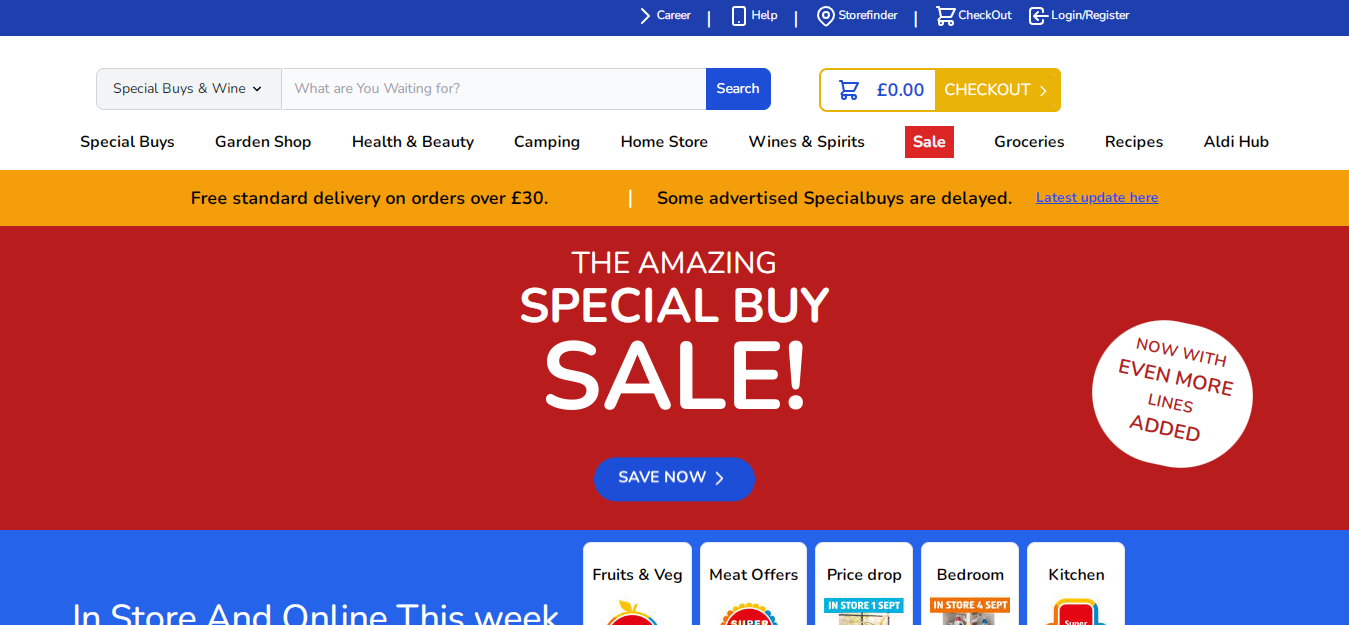 Career | Help | Storefinder | CheckOut Login/Register
Special Buys & Wine What are You Waiting for? Search £0.00 CHECKOUT
Special Buys Garden Shop Health & Beauty Camping Home Store Wines & Spirits Sale Groceries Recipes Aldi Hub
Free standard delivery on orders over £30. | Some advertised Specialbuys are delayed. Latest update here
THE AMAZING
SPECIAL BUY
SALE!
NOW WITH
EVEN MORE
LINES
ADDED
SAVE NOW
In Store And Online This week
Fruits & Veg Meat Offers Price drop Bedroom Kitchen
SUPER IN STORE 1 SEPT IN STORE 4 SEPT Super